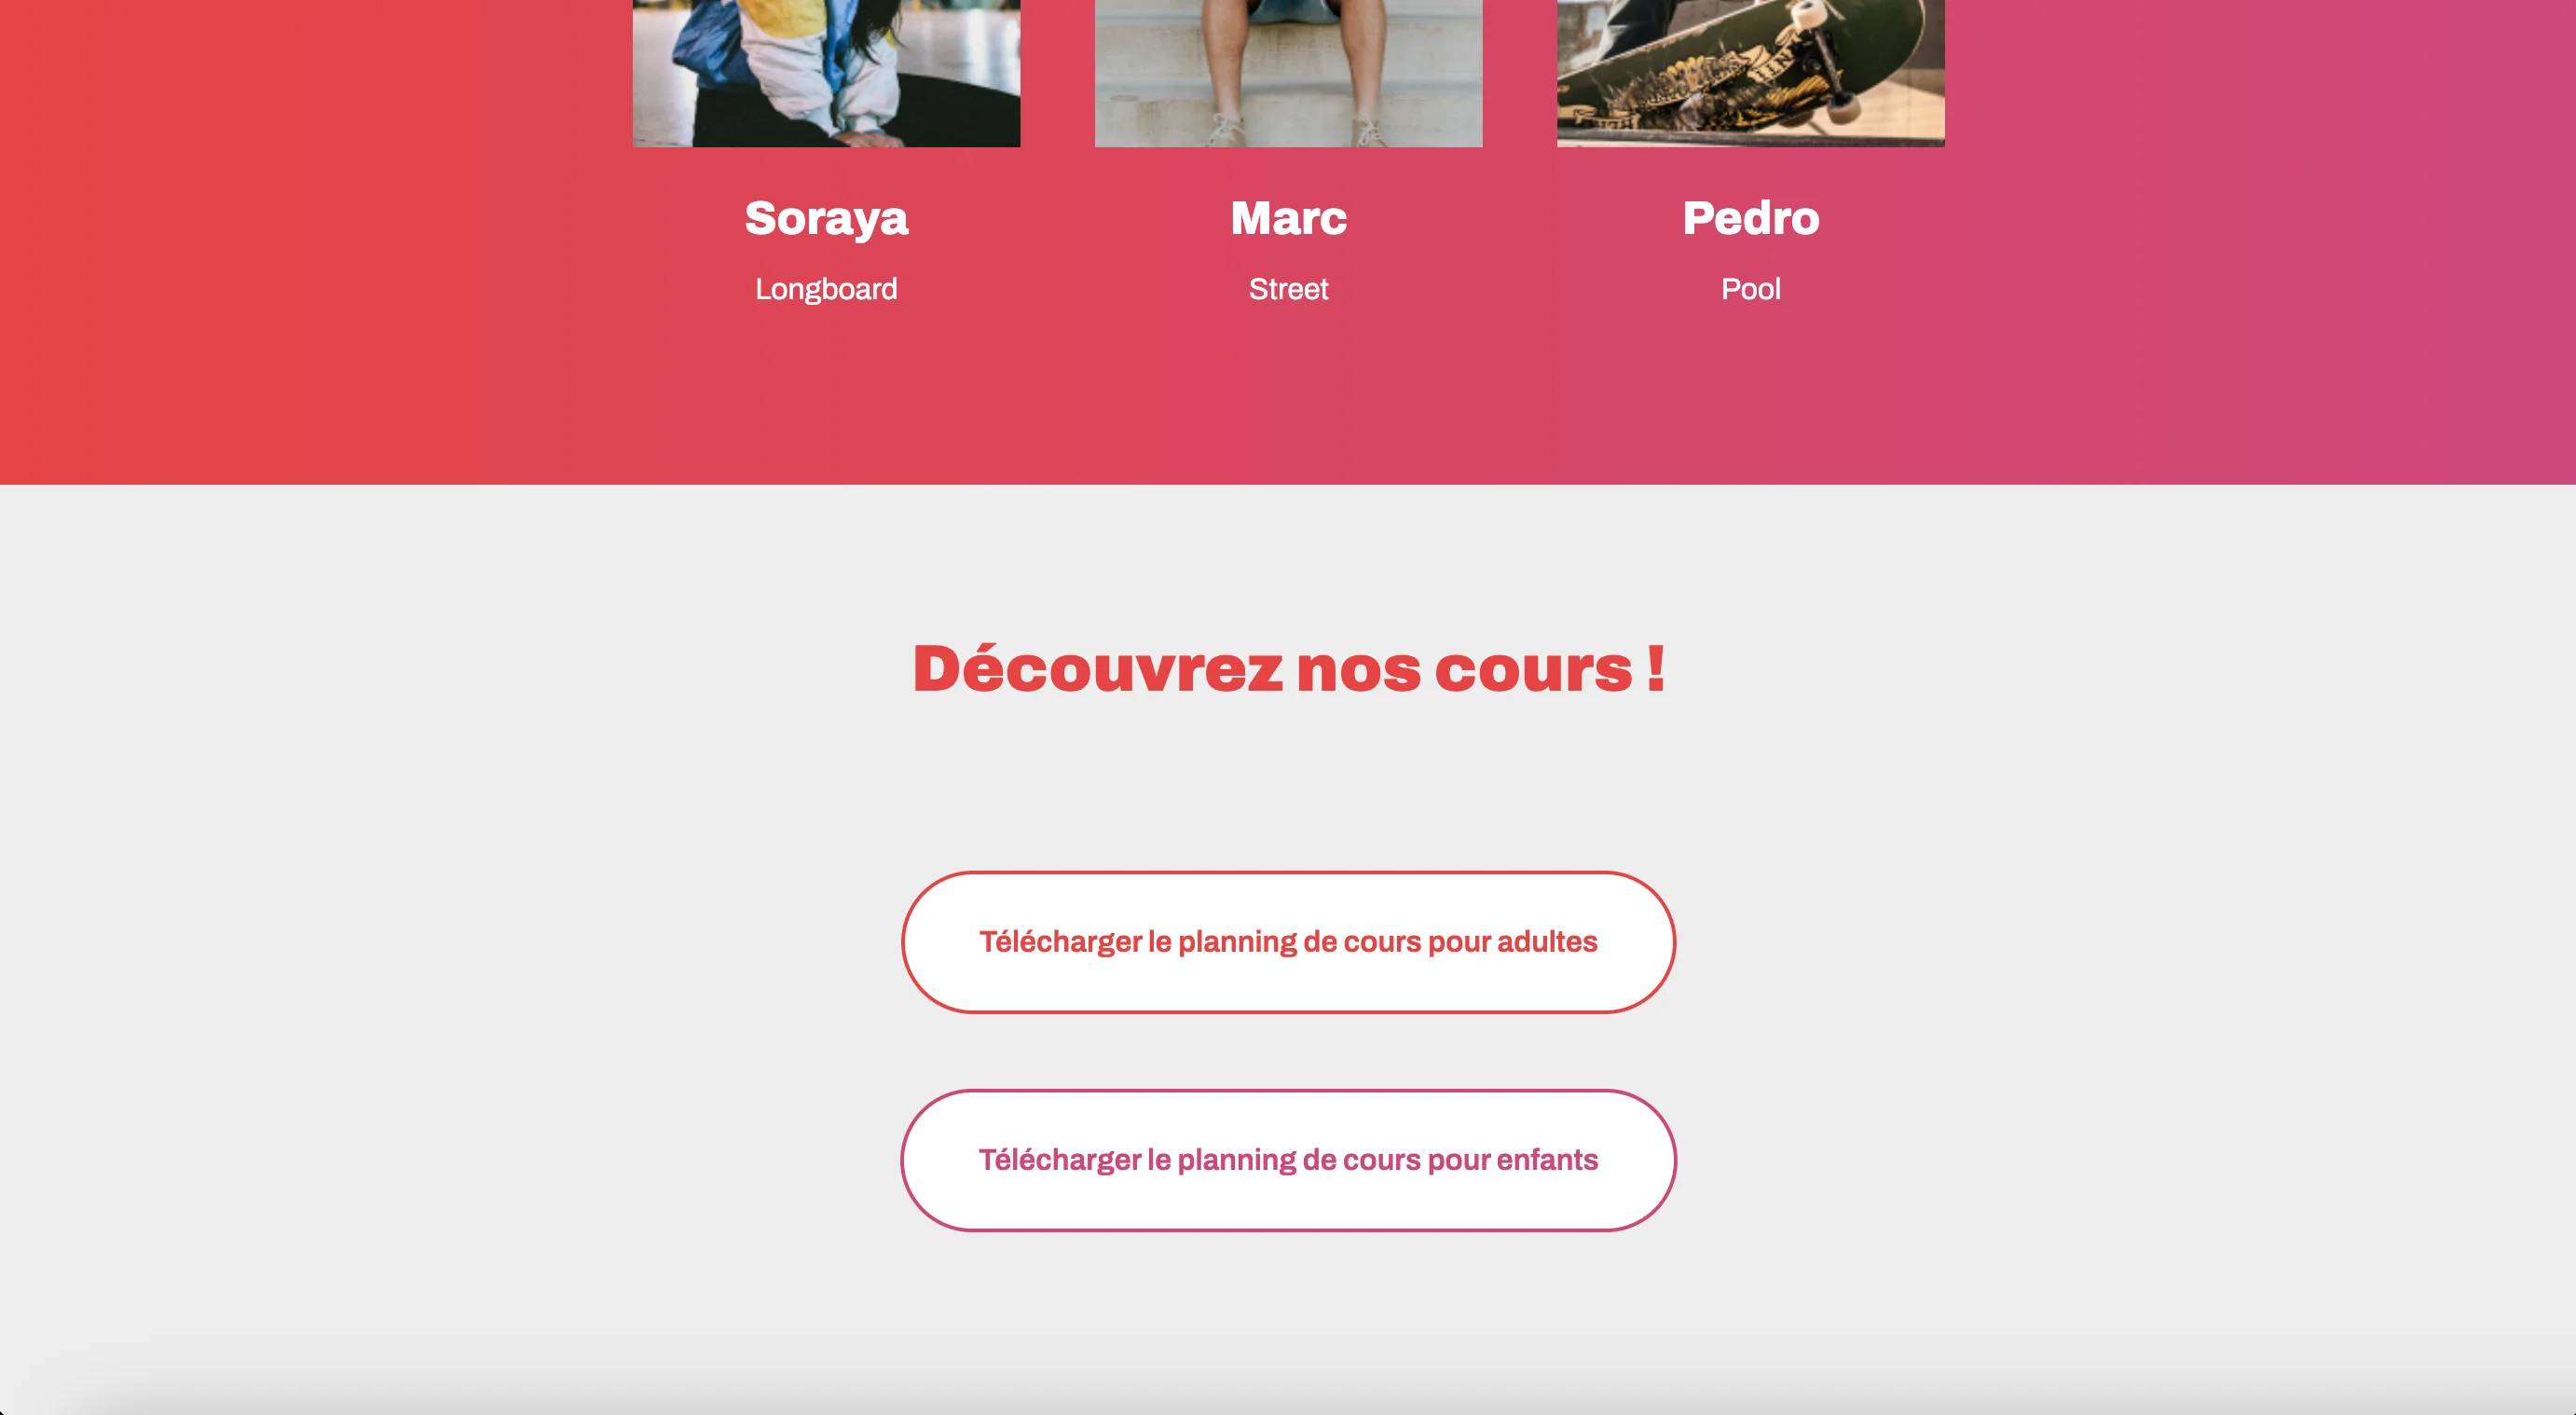 Soraya
Marc
Pedro
Longboard
Street
Pool
Découvrez nos cours !
Télécharger le planning de cours pour adultes
Télécharger le planning de cours pour enfants